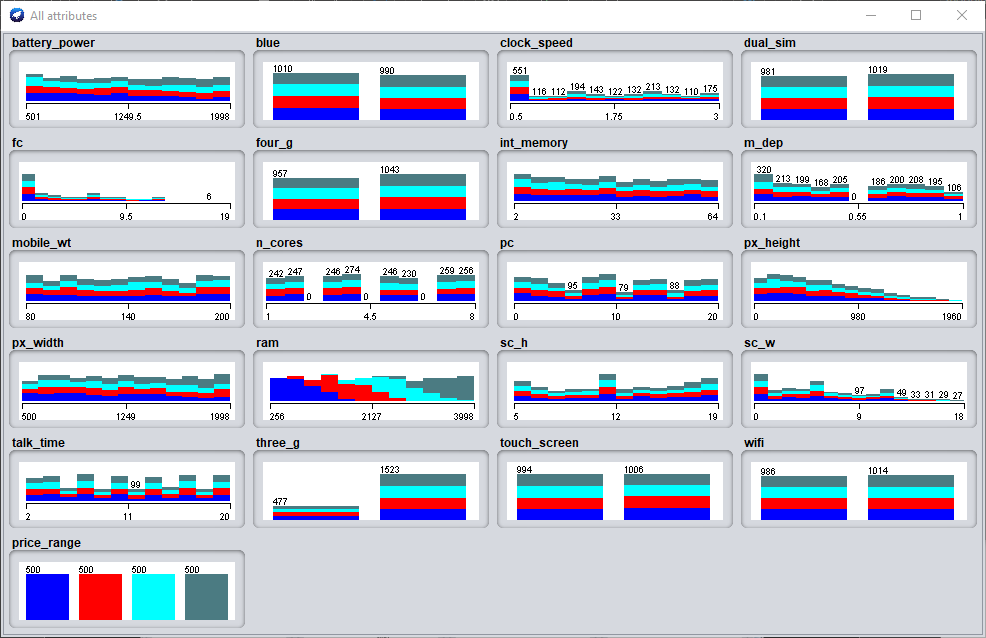 All attributes
battery_power blue clock_speed dual_sim
1010 990 551 116 112 194 143 122 132 213 132 110 175 981 1019
501 1249.5 1998 0.5 1.75 3
fc four_g int_memory m_dep
6 957 1043 320 213 199 168 205 0 186 200 208 195 106
0 9.5 19 2 33 64 0.1 0.55 1
mobile_wt n_cores pc px_height
242 247 0 246 274 0 246 230 0 259 256 95 79 88
80 140 200 1 4.5 8 0 10 20 0 980 1960
px_width ram sc_h sc_w
97 49 33 31 29 27
500 1249 1998 256 2127 3998 5 12 19 0 9 18
talk_time three_g touch_screen wifi
99 477 1523 994 1006 986 1014
2 11 20
price_range
500 500 500 500